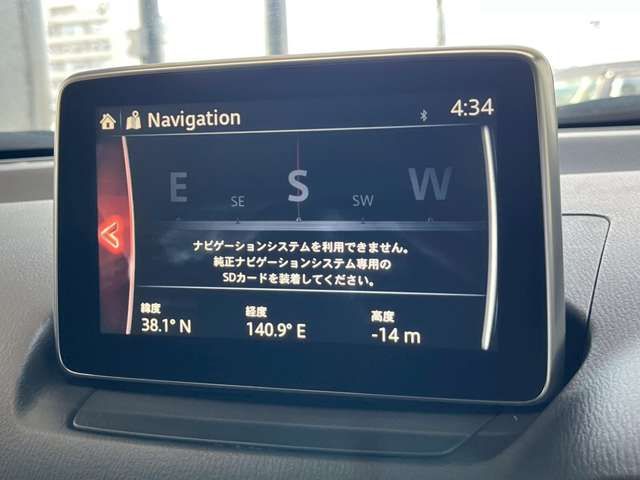 Navigation
4:34
E SE S SW W
ナビゲーションシステムを利用できません。
純正ナビゲーションシステム専用の
SDカードを装着してください。
緯度 経度 高度
38.1° N 140.9° E -14 m